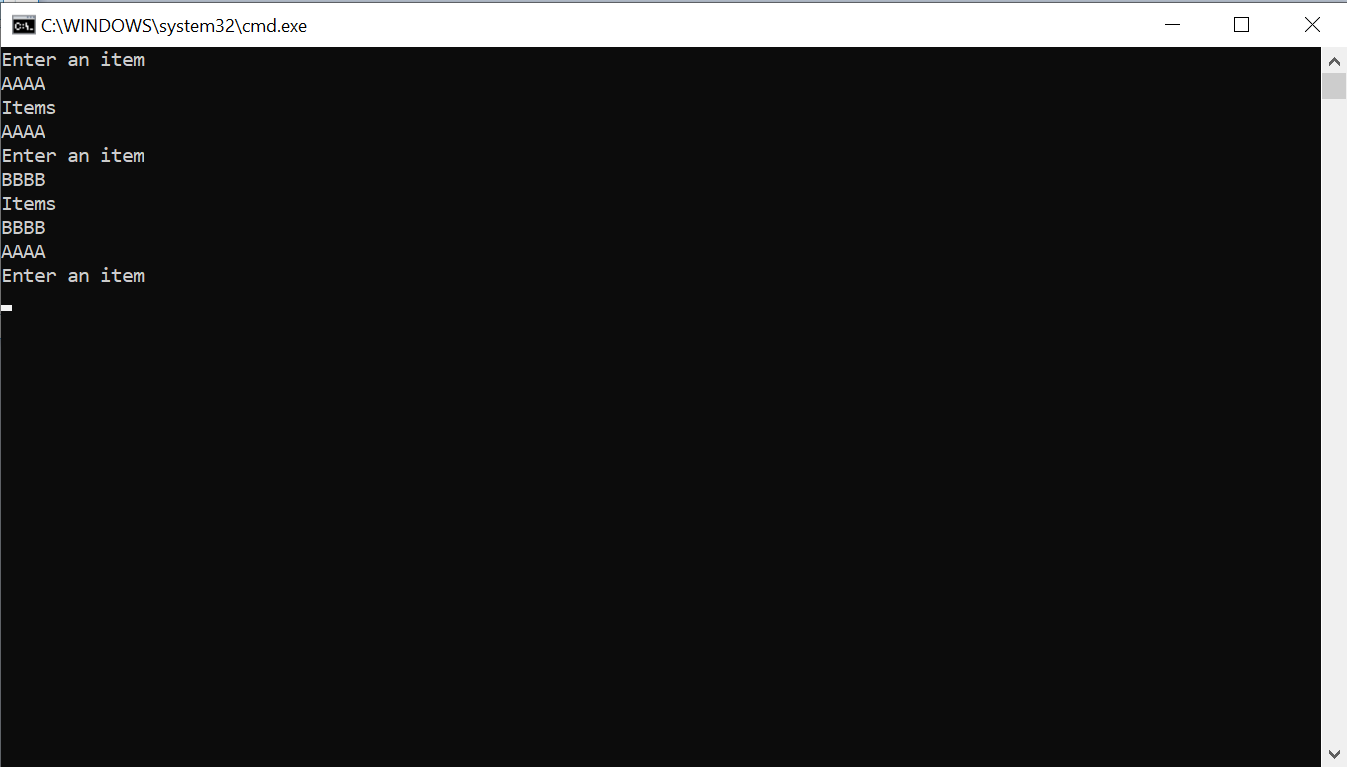 C:\WINDOWS\system32\cmd.exe
Enter an item
AAAA
Items
AAAA
Enter an item
BBBB
Items
BBBB
AAAA
Enter an item